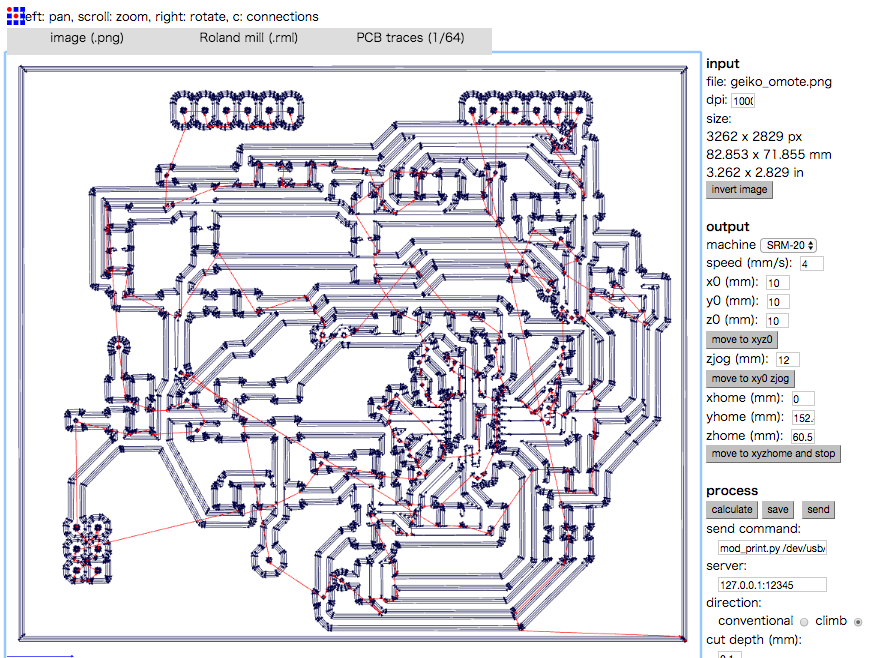 eft: pan, scroll: zoom, right: rotate, c: connections
image (.png) Roland mill (.rml) PCB traces (1/64)
input
file: geiko_omote.png
dpi: 100
size:
3262 x 2829 px
82.853 x 71.855 mm
3.262 x 2.829 in
invert image
output
machine SRM-20
speed (mm/s): 4
x0 (mm): 10
y0 (mm): 10
z0 (mm): 10
move to xyz0
zjog (mm): 12
move to xy0 zjog
xhome (mm): 0
yhome (mm): 152.
zhome (mm): 60.5
move to xyzhome and stop
process
calculate save send
send command:
mod_print.py /dev/usb/
server:
127.0.0.1:12345
direction:
conventional climb
cut depth (mm):